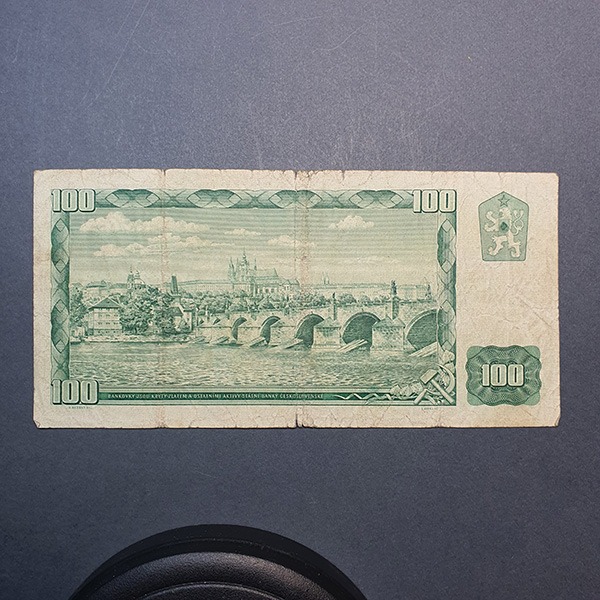 100 100
100 100
BANKOVKY JSOU KRYTY ZLATEM A OSTATNÍMI AKTIVY STÁTNÍ BANKY ČESKOSLOVENSKÉ